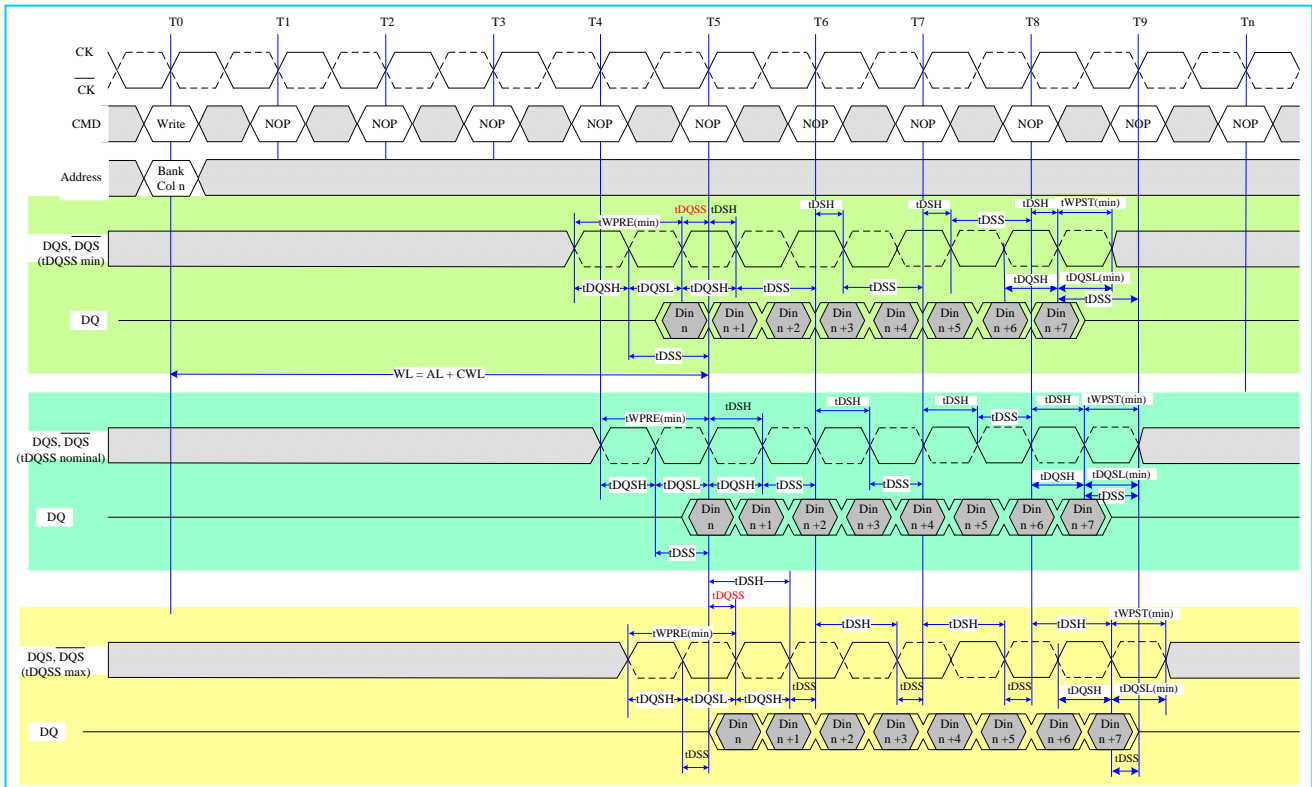 T0 T1 T2 T3 T4 T5 T6 T7 T8 T9 Tn
CK
CK
CMD Write NOP NOP NOP NOP NOP NOP NOP NOP NOP NOP
Address Bank
Col n
tWPRE(min) tDQSS tDSH tDSH tDSH tDSS tDSH tWPST(min)
DQS, DQS
(tDQSS min)
tDQSH tDQSL tDQSH tDSS tDSS tDQSH tDQSL(min)
tDSS
DQ Din n Din n +1 Din n +2 Din n +3 Din n +4 Din n +5 Din n +6 Din n +7
tDSS
WL = AL + CWL
tWPRE(min) tDSH tDSH tDSH tDSS tDSH tWPST(min)
DQS, DQS
(tDQSS nominal)
tDQSH tDQSL tDQSH tDSS tDSS tDQSH tDQSL(min)
tDSS
DQ Din n Din n +1 Din n +2 Din n +3 Din n +4 Din n +5 Din n +6 Din n +7
tDSS
tDSH
tDQSS
tWPRE(min) tDSH tDSH tDSH tWPST(min)
DQS, DQS
(tDQSS max)
tDQSH tDQSL tDQSH tDSS tDSS tDSS tDQSH tDQSL(min)
DQ Din n Din n +1 Din n +2 Din n +3 Din n +4 Din n +5 Din n +6 Din n +7
tDSS tDSS